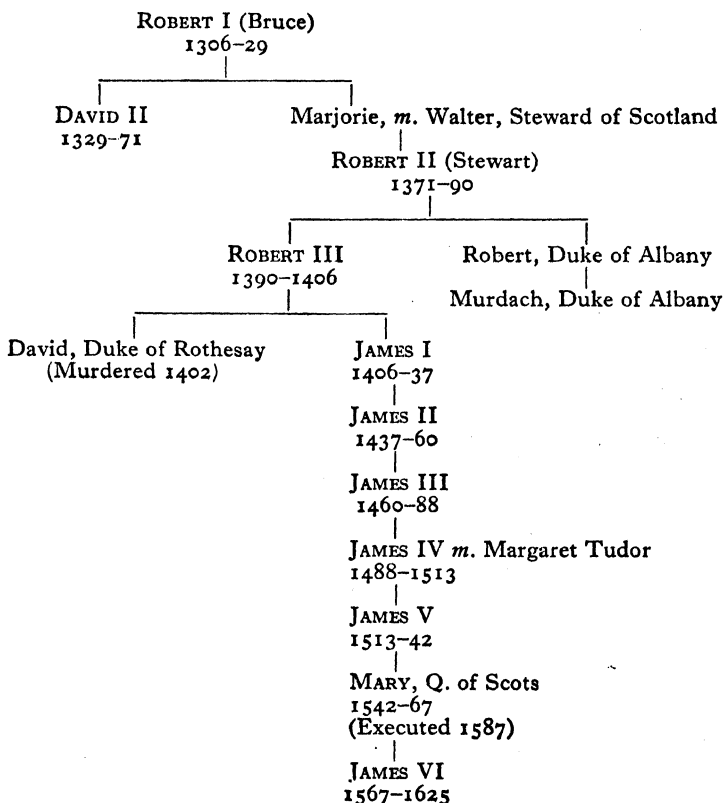 ROBERT I (Bruce)
1306–29
DAVID II
1329–71
Marjorie, m. Walter, Steward of Scotland
ROBERT II (Stewart)
1371–90
ROBERT III
1390–1406
Robert, Duke of Albany
Murdach, Duke of Albany
David, Duke of Rothesay
(Murdered 1402)
JAMES I
1406–37
JAMES II
1437–60
JAMES III
1460–88
JAMES IV m. Margaret Tudor
1488–1513
JAMES V
1513–42
MARY, Q. of Scots
1542–67
(Executed 1587)
JAMES VI
1567–1625